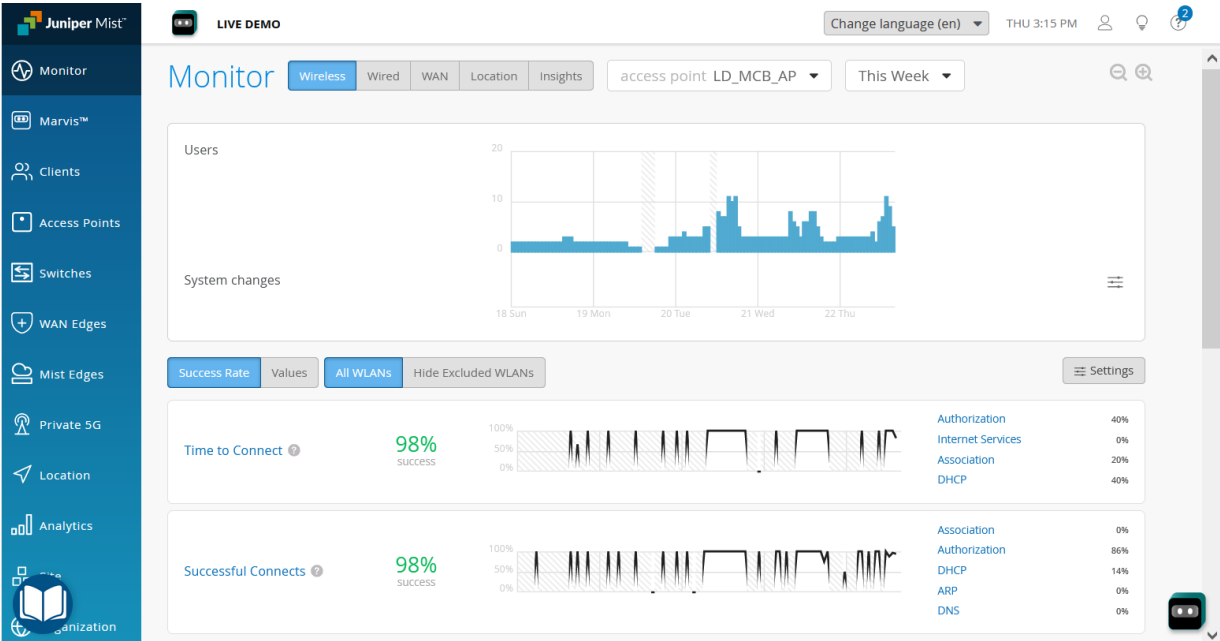 Juniper Mist™
LIVE DEMO
Change language (en)
THU 3:15 PM
2
Monitor
Marvis™
Clients
Access Points
Switches
WAN Edges
Mist Edges
Private 5G
Location
Analytics
Monitor
Wireless Wired WAN Location Insights
access point LD_MCB_AP
This Week
Users
20
10
0
System changes
18 Sun 19 Mon 20 Tue 21 Wed 22 Thu
Success Rate Values All WLANs Hide Excluded WLANs
Settings
Time to Connect ?
98%
success
100%
50%
0%
Authorization 40%
Internet Services 0%
Association 20%
DHCP 40%
Successful Connects ?
98%
success
100%
50%
0%
Association 0%
Authorization 86%
DHCP 14%
ARP 0%
DNS 0%